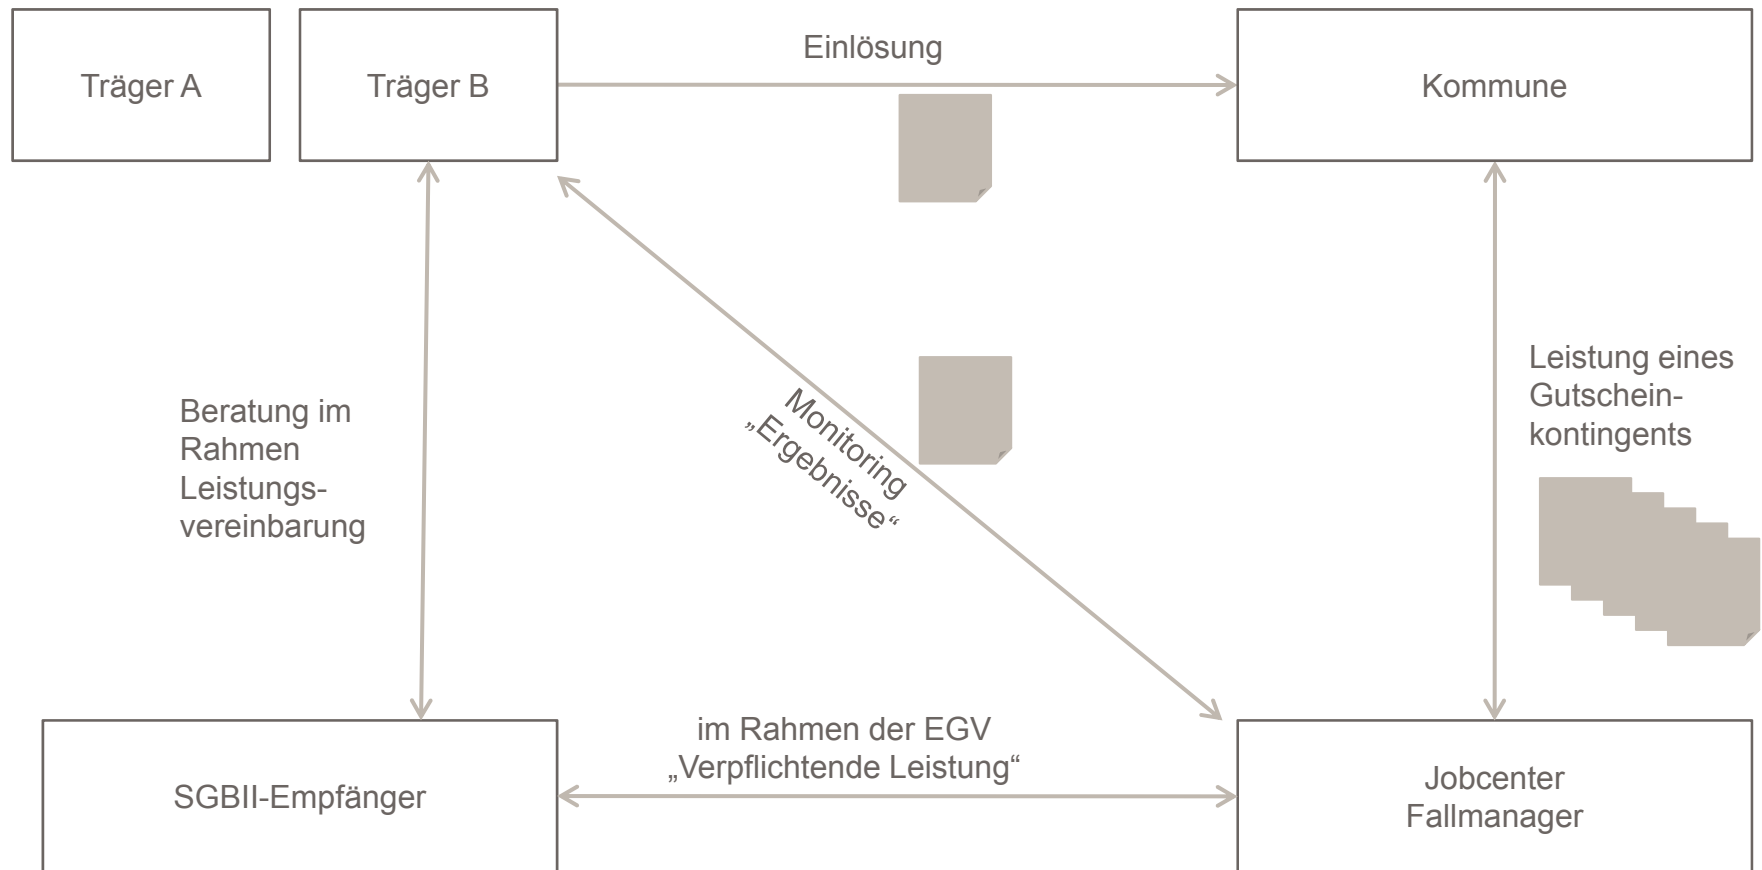 Träger A
Träger B
Einlösung
Kommune
Beratung im
Rahmen
Leistungs-
vereinbarung
Monitoring
„Ergebnisse“
Leistung eines
Gutschein-
kontingents
SGBII-Empfänger
im Rahmen der EGV
„Verpflichtende Leistung“
Jobcenter
Fallmanager